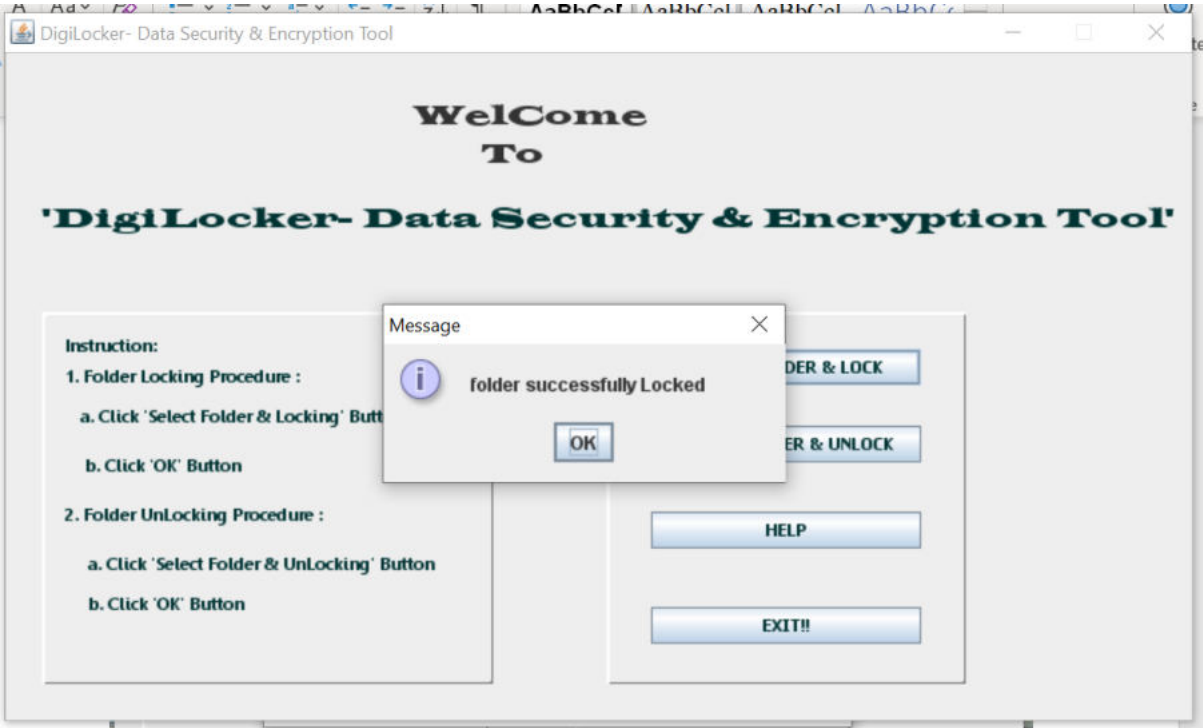 DigiLocker- Data Security & Encryption Tool
WelCome
To
'DigiLocker- Data Security & Encryption Tool'
Instruction:
1. Folder Locking Procedure :
a. Click 'Select Folder & Locking' Butt
b. Click 'OK' Button
2. Folder UnLocking Procedure :
a. Click 'Select Folder & UnLocking' Button
b. Click 'OK' Button
Message
folder successfully Locked
OK
DER & LOCK
ER & UNLOCK
HELP
EXIT!!